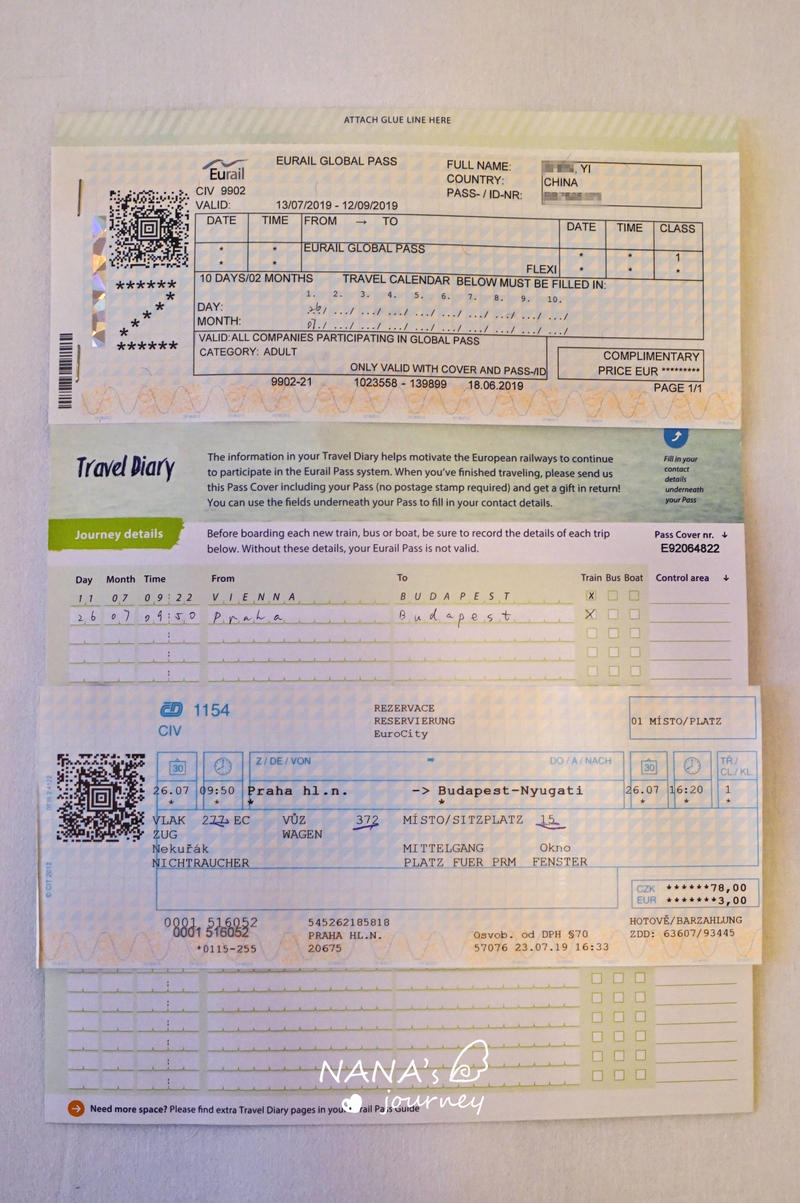 ATTACH GLUE LINE HERE
Eurail
EURAIL GLOBAL PASS
FULL NAME: , YI
COUNTRY: CHINA
PASS- / ID-NR:
CIV 9902
VALID: 13/07/2019 - 12/09/2019
DATE TIME FROM → TO DATE TIME CLASS
* * EURAIL GLOBAL PASS * * 1
* * FLEXI * * *
10 DAYS/02 MONTHS TRAVEL CALENDAR BELOW MUST BE FILLED IN:
1. 2. 3. 4. 5. 6. 7. 8. 9. 10.
DAY: 26/ .../ .../ .../ .../ .../ .../ .../ .../ .../
MONTH: 07./ .../ .../ .../ .../ .../ .../ .../ .../ .../
******
*
*
*
*
******
VALID:ALL COMPANIES PARTICIPATING IN GLOBAL PASS
CATEGORY: ADULT
ONLY VALID WITH COVER AND PASS-/ID
COMPLIMENTARY
PRICE EUR *********
9902-21 1023558 - 139899 18.06.2019 PAGE 1/1
Travel Diary
The information in your Travel Diary helps motivate the European railways to continue
to participate in the Eurail Pass system. When you've finished traveling, please send us
this Pass Cover including your Pass (no postage stamp required) and get a gift in return!
You can use the fields underneath your Pass to fill in your contact details.
Fill in your
contact
details
underneath
your Pass
Journey details
Before boarding each new train, bus or boat, be sure to record the details of each trip
below. Without these details, your Eurail Pass is not valid.
Pass Cover nr. ↓
E92064822
Day Month Time From To Train Bus Boat Control area ↓
11 07 09:22 VIENNA BUDAPEST X
26 07 09:50 Praha Budapest X
ČD 1154
CIV
REZERVACE
RESERVIERUNG
EuroCity
01 MÍSTO/PLATZ
30 Z / DE / VON DO / A / NACH 30 TŘ./
CL./KL.
26.07 09:50 Praha hl.n. -> Budapest-Nyugati 26.07 16:20 1
* * * * * * *
VLAK 277 EC VŮZ 372 MÍSTO/SITZPLATZ 15
ZUG WAGEN
Nekuřák MITTELGANG Okno
NICHTRAUCHER PLATZ FUER PRM FENSTER
CZK ******78,00
EUR *******3,00
0001 516052
0001 516052
*0115-255
545262185818
PRAHA HL.N.
20675
Osvob. od DPH §70
57076 23.07.19 16:33
HOTOVĚ/BARZAHLUNG
ZDD: 63607/93445
NANA's
journey
Need more space? Please find extra Travel Diary pages in your Eurail Pass Guide